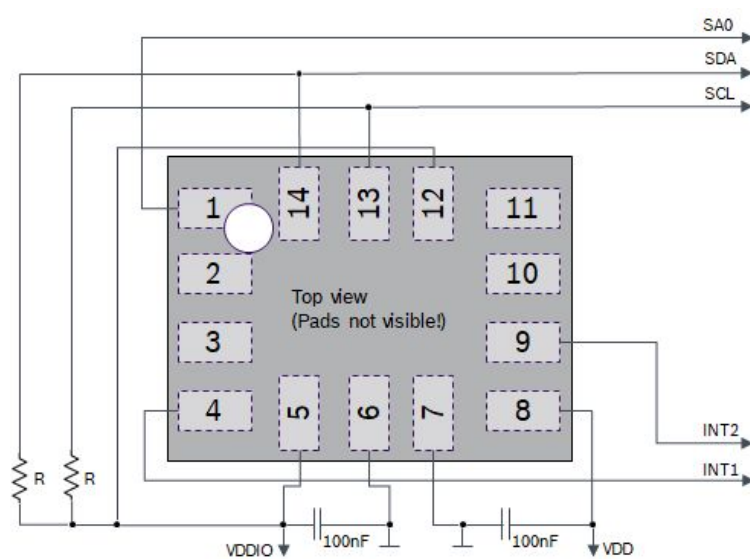 SA0
SDA
SCL
14
13
12
1
11
2
10
Top view
(Pads not visible!)
3
9
4
5
6
7
8
INT2
R
R
INT1
100nF
100nF
VDDIO
VDD